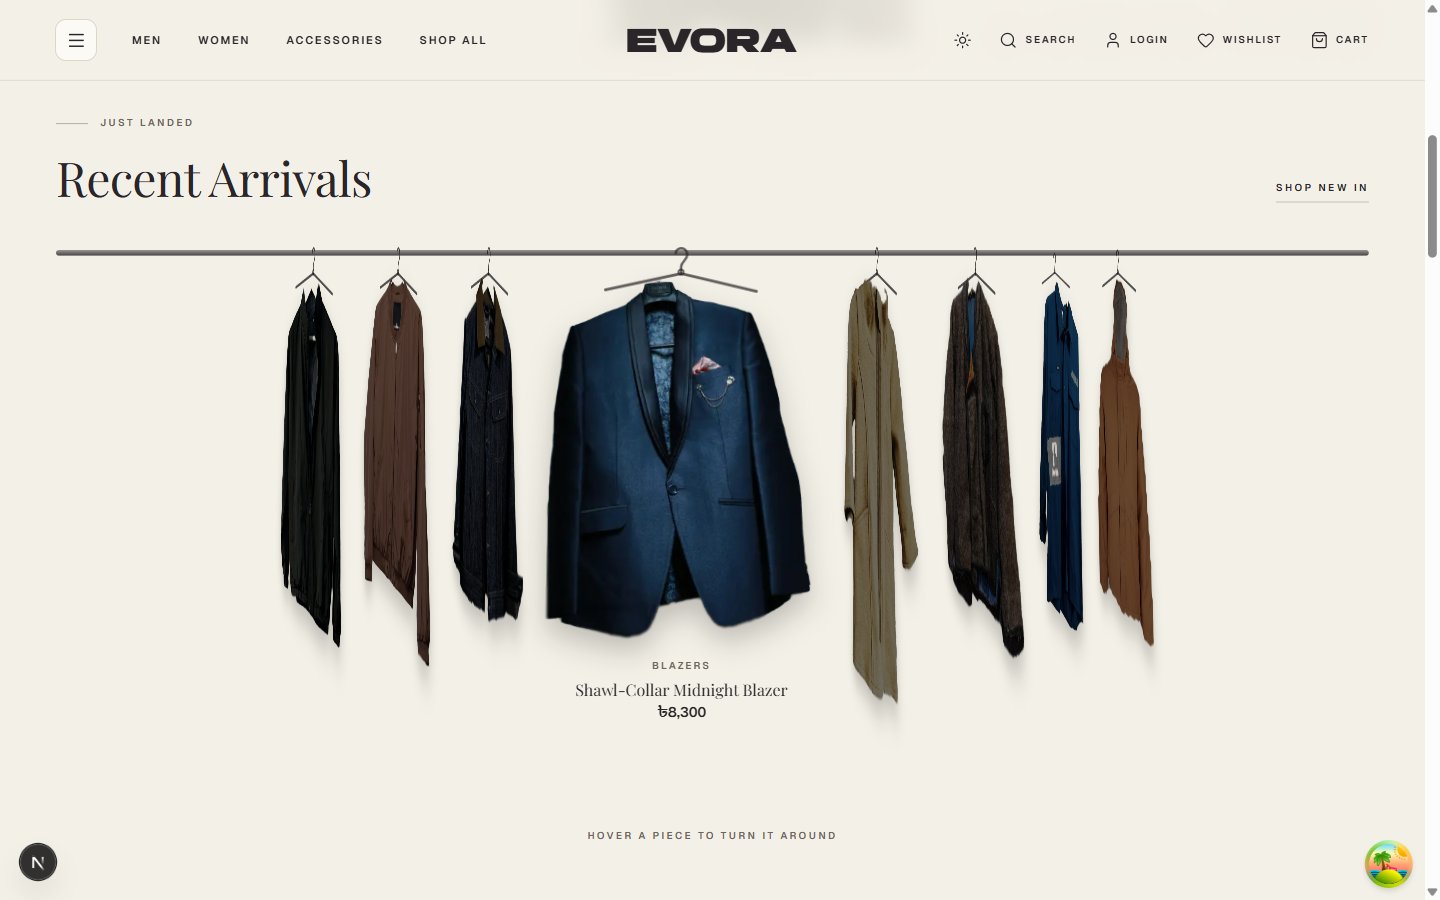 MEN
WOMEN
ACCESSORIES
SHOP ALL
EVORA
SEARCH
LOGIN
WISHLIST
CART
JUST LANDED
Recent Arrivals
SHOP NEW IN
BLAZERS
Shawl-Collar Midnight Blazer
৳8,300
HOVER A PIECE TO TURN IT AROUND
N